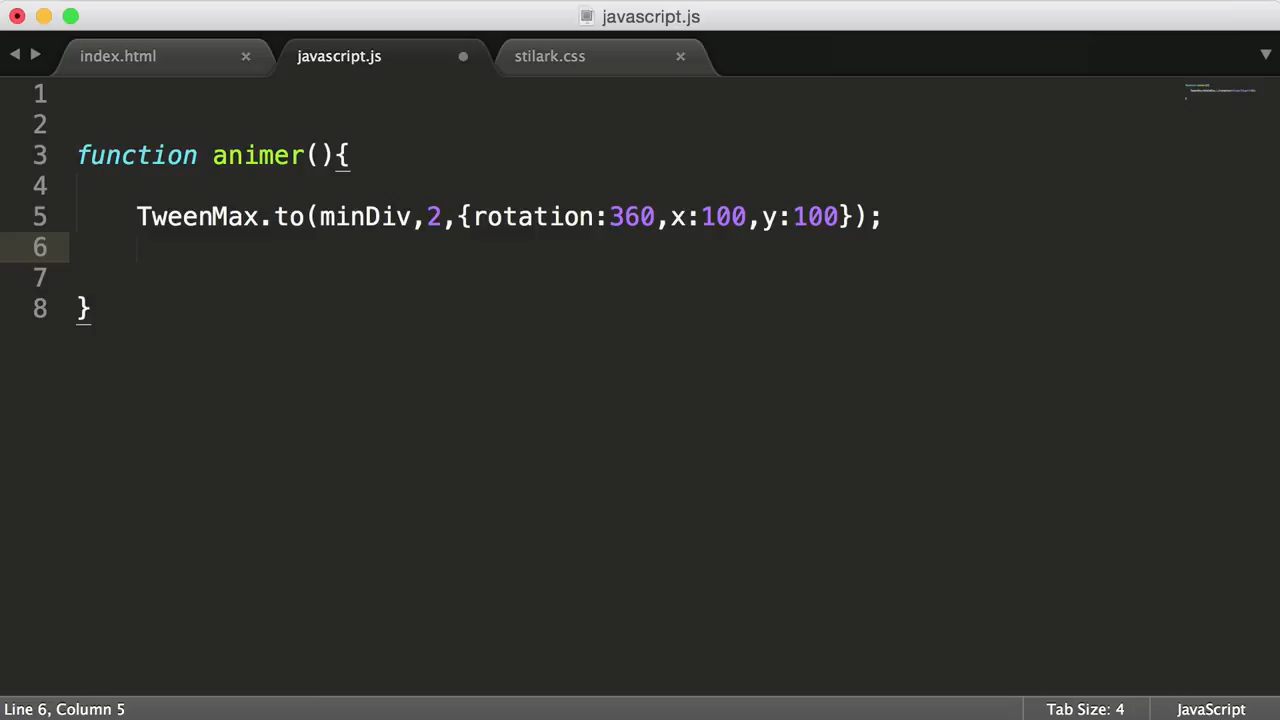 javascript.js
index.html × javascript.js stilark.css ×
1
2
3 function animer(){
4
5 TweenMax.to(minDiv,2,{rotation:360,x:100,y:100});
6
7
8 }
Line 6, Column 5 Tab Size: 4 JavaScript